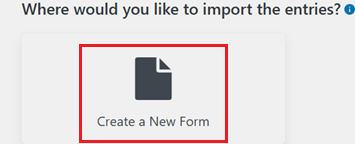 Where would you like to import the entries?
Create a New Form